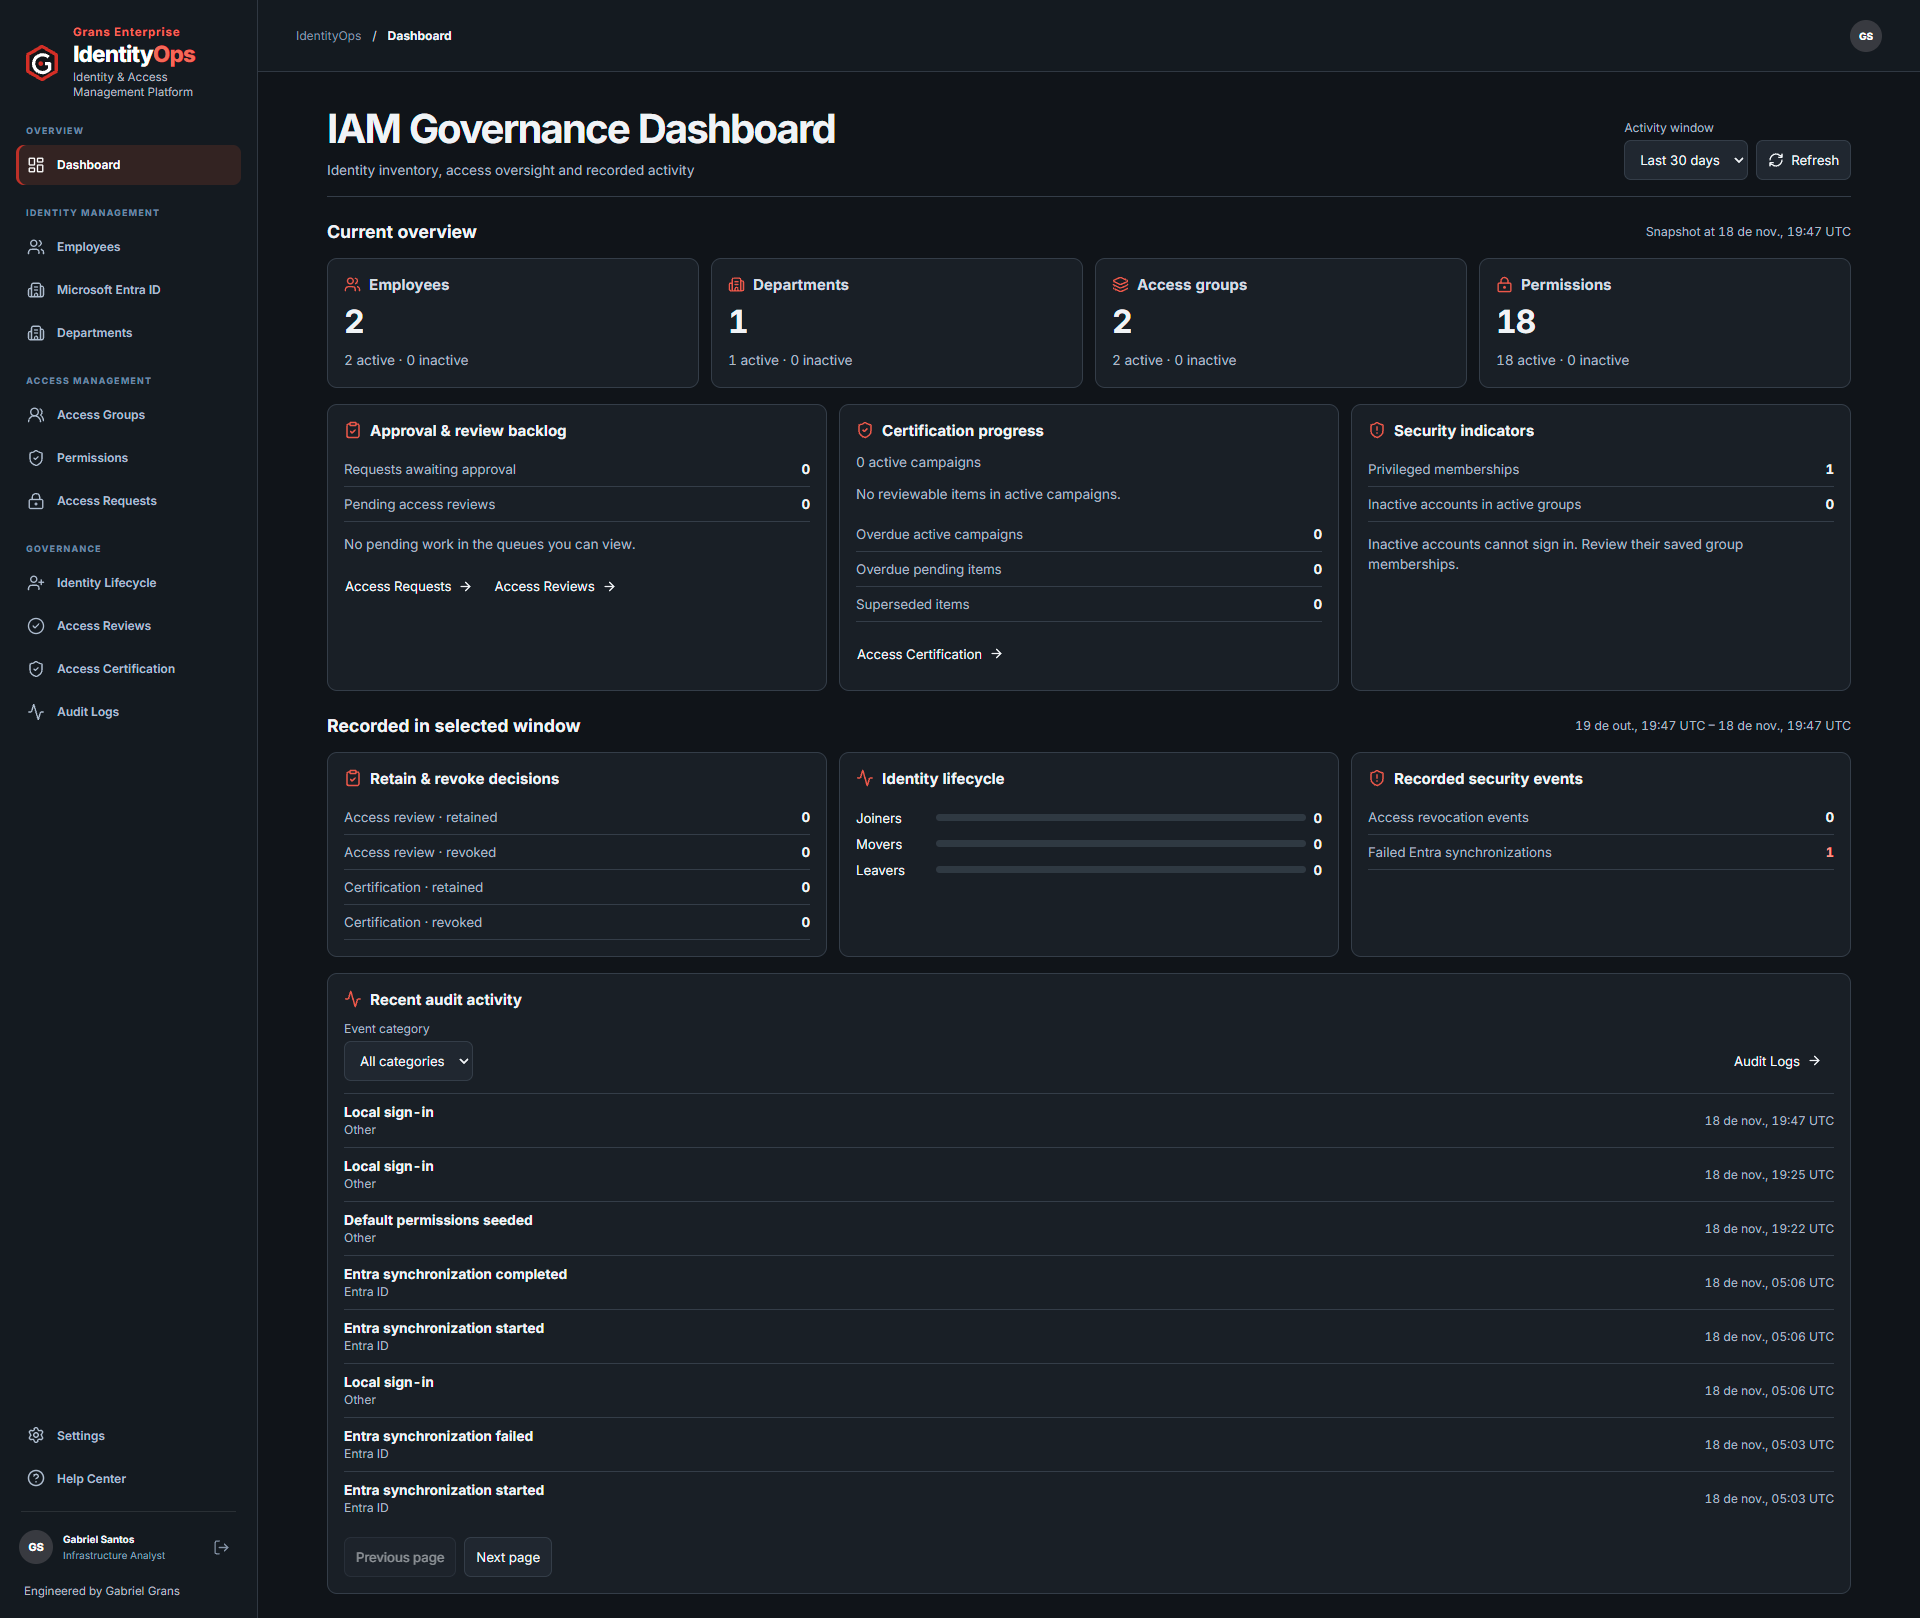 Grans Enterprise
IdentityOps
Identity & Access
Management Platform
OVERVIEW
Dashboard
IDENTITY MANAGEMENT
Employees
Microsoft Entra ID
Departments
ACCESS MANAGEMENT
Access Groups
Permissions
Access Requests
GOVERNANCE
Identity Lifecycle
Access Reviews
Access Certification
Audit Logs
Settings
Help Center
GS
Gabriel Santos
Infrastructure Analyst
Engineered by Gabriel Grans
IdentityOps / Dashboard
GS
IAM Governance Dashboard
Identity inventory, access oversight and recorded activity
Activity window
Last 30 days
Refresh
Current overview
Snapshot at 18 de nov., 19:47 UTC
Employees
2
2 active · 0 inactive
Departments
1
1 active · 0 inactive
Access groups
2
2 active · 0 inactive
Permissions
18
18 active · 0 inactive
Approval & review backlog
Requests awaiting approval 0
Pending access reviews 0
No pending work in the queues you can view.
Access Requests → Access Reviews →
Certification progress
0 active campaigns
No reviewable items in active campaigns.
Overdue active campaigns 0
Overdue pending items 0
Superseded items 0
Access Certification →
Security indicators
Privileged memberships 1
Inactive accounts in active groups 0
Inactive accounts cannot sign in. Review their saved group
memberships.
Recorded in selected window
19 de out., 19:47 UTC – 18 de nov., 19:47 UTC
Retain & revoke decisions
Access review · retained 0
Access review · revoked 0
Certification · retained 0
Certification · revoked 0
Identity lifecycle
Joiners 0
Movers 0
Leavers 0
Recorded security events
Access revocation events 0
Failed Entra synchronizations 1
Recent audit activity
Event category
All categories
Audit Logs →
Local sign-in
Other
18 de nov., 19:47 UTC
Local sign-in
Other
18 de nov., 19:25 UTC
Default permissions seeded
Other
18 de nov., 19:22 UTC
Entra synchronization completed
Entra ID
18 de nov., 05:06 UTC
Entra synchronization started
Entra ID
18 de nov., 05:06 UTC
Local sign-in
Other
18 de nov., 05:06 UTC
Entra synchronization failed
Entra ID
18 de nov., 05:03 UTC
Entra synchronization started
Entra ID
18 de nov., 05:03 UTC
Previous page
Next page